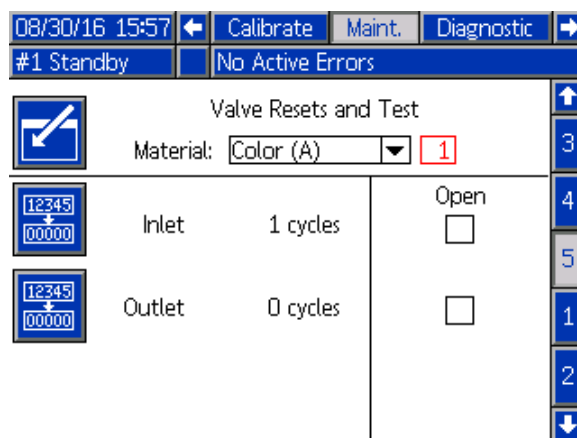 08/30/16 15:57 Calibrate Maint. Diagnostic
#1 Standby No Active Errors
Valve Resets and Test
Material: Color (A) 1
3
Open
12345
00000
Inlet 1 cycles
4
5
12345
00000
Outlet 0 cycles
1
2